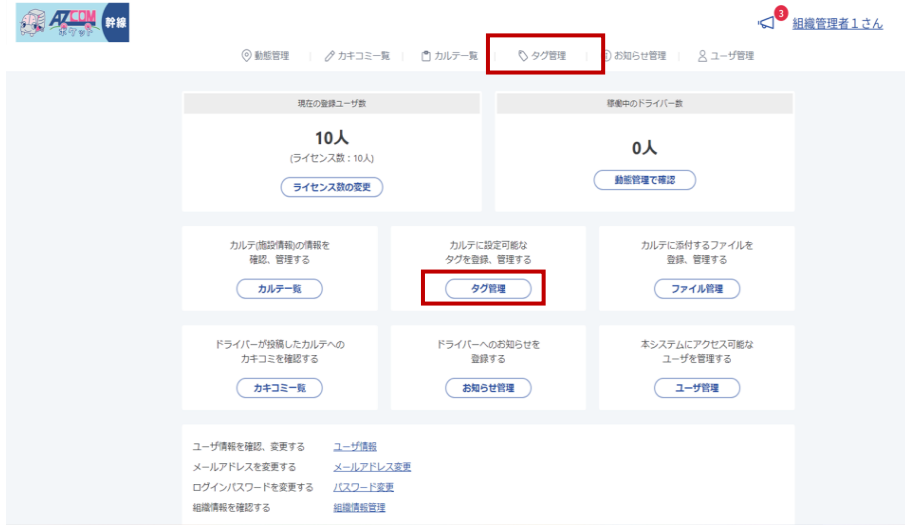 AZCOM
ポケット
幹線
3
組織管理者１さん
動態管理
カキコミ一覧
カルテ一覧
タグ管理
お知らせ管理
ユーザ管理
現在の登録ユーザ数
10人
(ライセンス数：10人)
ライセンス数の変更
稼働中のドライバー数
0人
動態管理で確認
カルテ(施設情報)の情報を
確認、管理する
カルテ一覧
カルテに設定可能な
タグを登録、管理する
タグ管理
カルテに添付するファイルを
登録、管理する
ファイル管理
ドライバーが投稿したカルテへの
カキコミを確認する
カキコミ一覧
ドライバーへのお知らせを
登録する
お知らせ管理
本システムにアクセス可能な
ユーザを管理する
ユーザ管理
ユーザ情報を確認、変更する ユーザ情報
メールアドレスを変更する メールアドレス変更
ログインパスワードを変更する パスワード変更
組織情報を確認する 組織情報管理